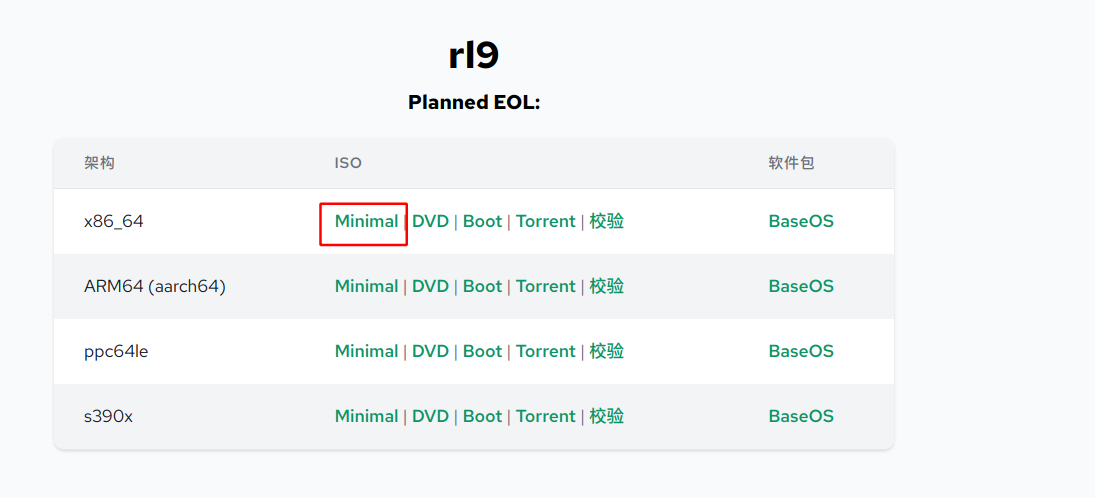 rl9
Planned EOL:
架构 ISO 软件包
x86_64 Minimal | DVD | Boot | Torrent | 校验 BaseOS
ARM64 (aarch64) Minimal | DVD | Boot | Torrent | 校验 BaseOS
ppc64le Minimal | DVD | Boot | Torrent | 校验 BaseOS
s390x Minimal | DVD | Boot | Torrent | 校验 BaseOS